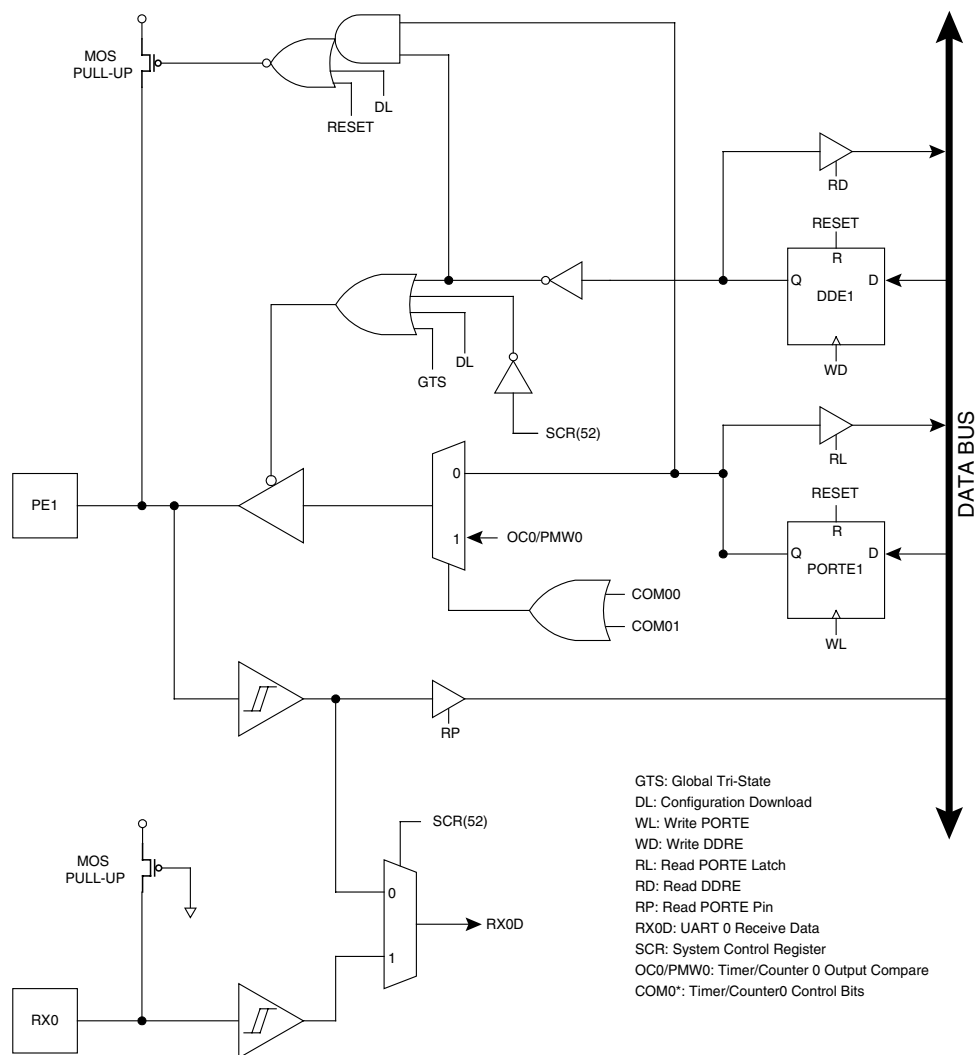 MOS
PULL-UP
DL
RESET
RD
RESET
R
Q
D
DDE1
WD
DL
GTS
SCR(52)
RL
PE1
0
1
OC0/PMW0
RESET
R
Q
D
PORTE1
WL
COM00
COM01
DATA BUS
RP
GTS: Global Tri-State
DL: Configuration Download
WL: Write PORTE
WD: Write DDRE
RL: Read PORTE Latch
RD: Read DDRE
RP: Read PORTE Pin
RX0D: UART 0 Receive Data
SCR: System Control Register
OC0/PMW0: Timer/Counter 0 Output Compare
COM0*: Timer/Counter0 Control Bits
SCR(52)
MOS
PULL-UP
0
1
RX0D
RX0